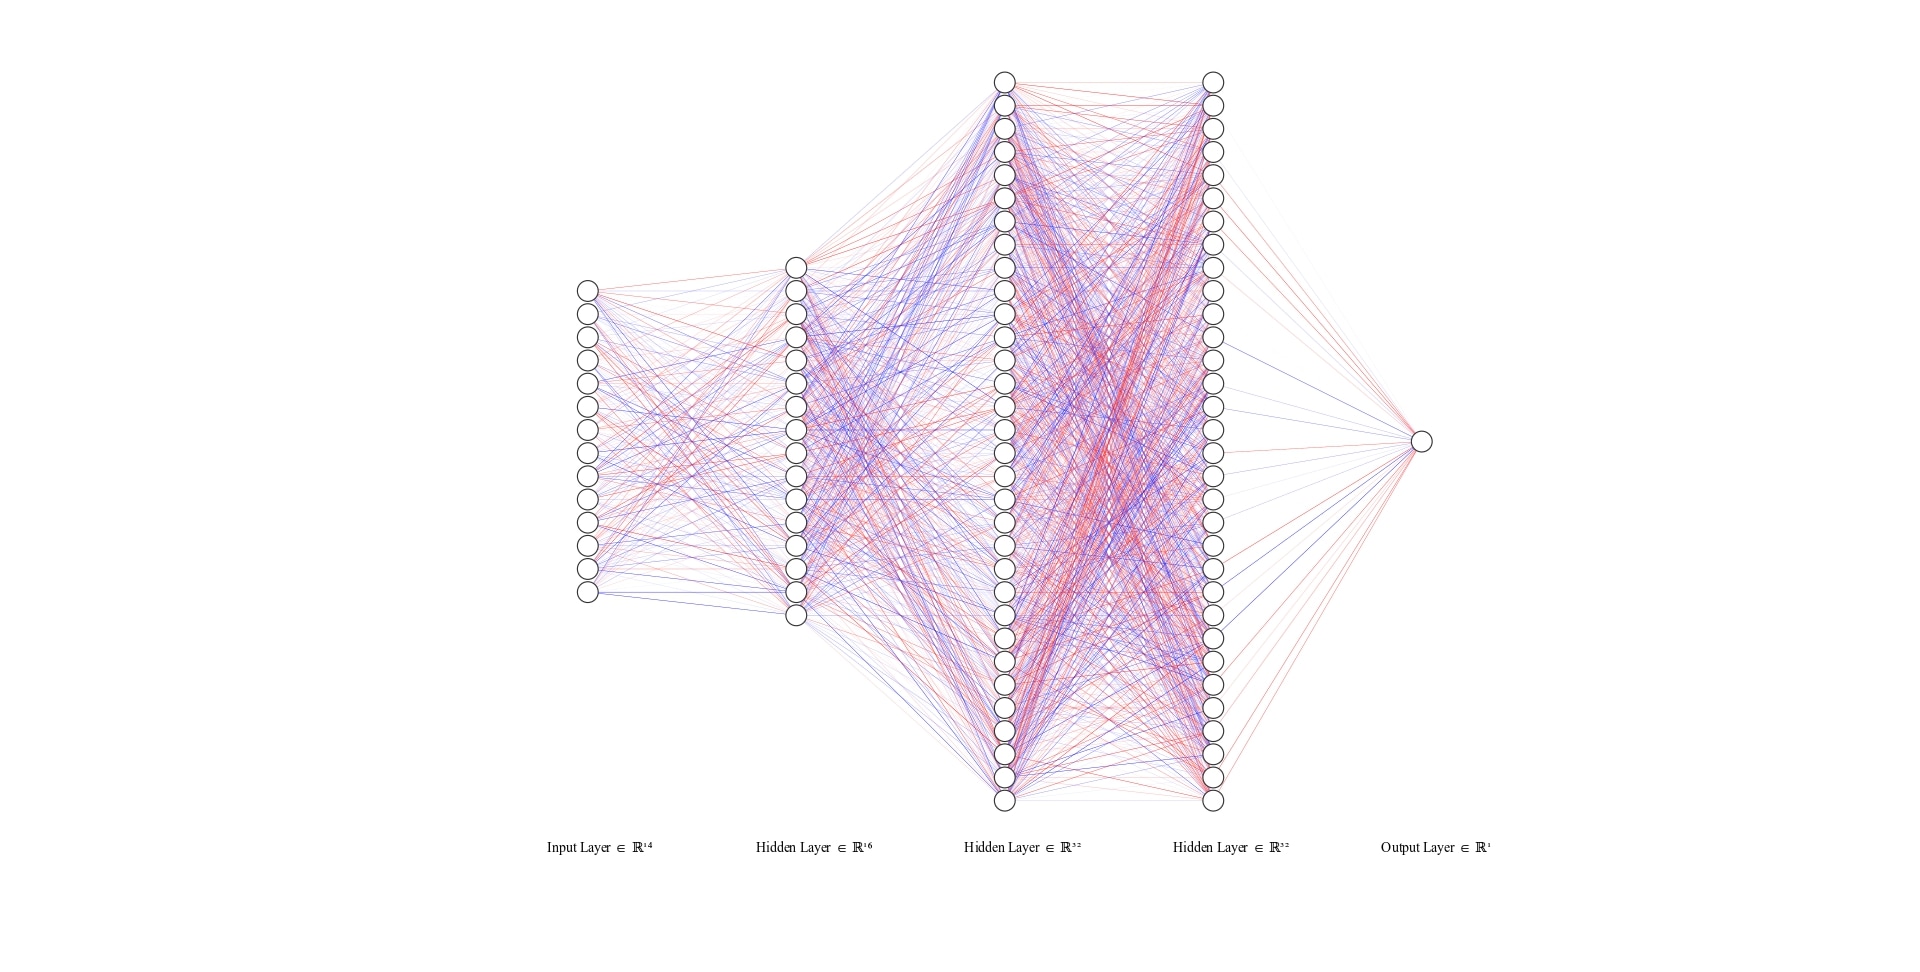 Input Layer ∈ ℝ¹⁴
Hidden Layer ∈ ℝ¹⁶
Hidden Layer ∈ ℝ³²
Hidden Layer ∈ ℝ³²
Output Layer ∈ ℝ¹